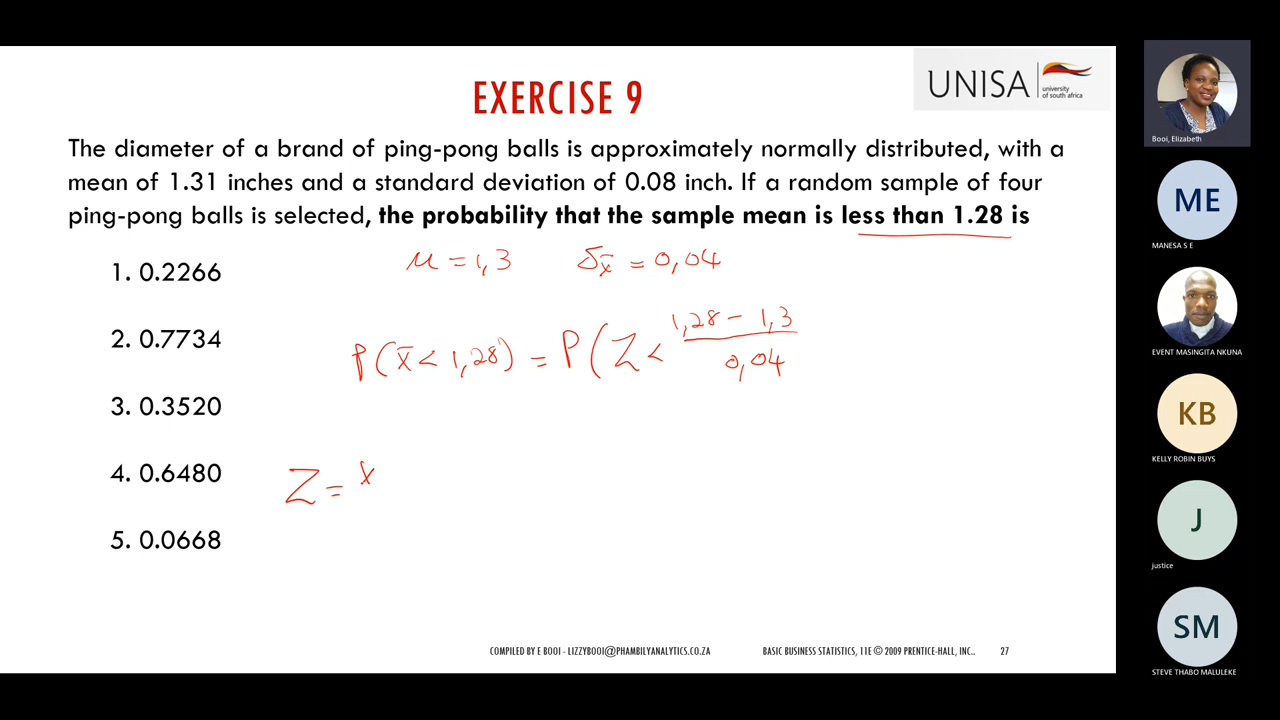 EXERCISE 9
UNISA
university
of south africa
The diameter of a brand of ping-pong balls is approximately normally distributed, with a
mean of 1.31 inches and a standard deviation of 0.08 inch. If a random sample of four
ping-pong balls is selected, the probability that the sample mean is less than 1.28 is
μ = 1,3 δx̄ = 0,04
1. 0.2266
2. 0.7734
P(x̄ < 1,28) = P(Z < 1,28 - 1,3
0,04
3. 0.3520
4. 0.6480
Z = x
5. 0.0668
COMPILED BY E BOOI - LIZZYBOOI@PHAMBILYANALYTICS.CO.ZA BASIC BUSINESS STATISTICS, 11E © 2009 PRENTICE-HALL, INC.. 27
Booi, Elizabeth
ME
MANESA S E
EVENT MASINGITA NKUNA
KB
KELLY ROBIN BUYS
J
justice
SM
STEVE THABO MALULEKE